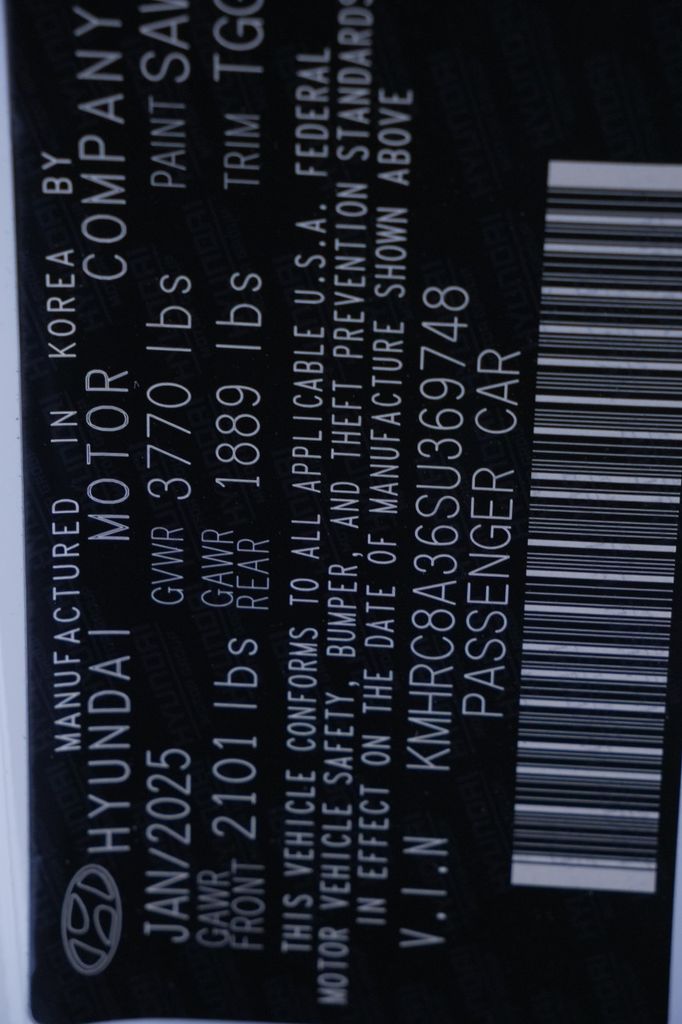 MANUFACTURED IN KOREA BY
HYUNDAI MOTOR COMPANY
JAN/2025 GVWR 3770 lbs PAINT SAW
GAWR FRONT 2101 lbs GAWR REAR 1889 lbs TRIM TGG
THIS VEHICLE CONFORMS TO ALL APPLICABLE U.S.A. FEDERAL
MOTOR VEHICLE SAFETY, BUMPER, AND THEFT PREVENTION STANDARDS
IN EFFECT ON THE DATE OF MANUFACTURE SHOWN ABOVE
V.I.N KMHRC8A36SU369748
PASSENGER CAR